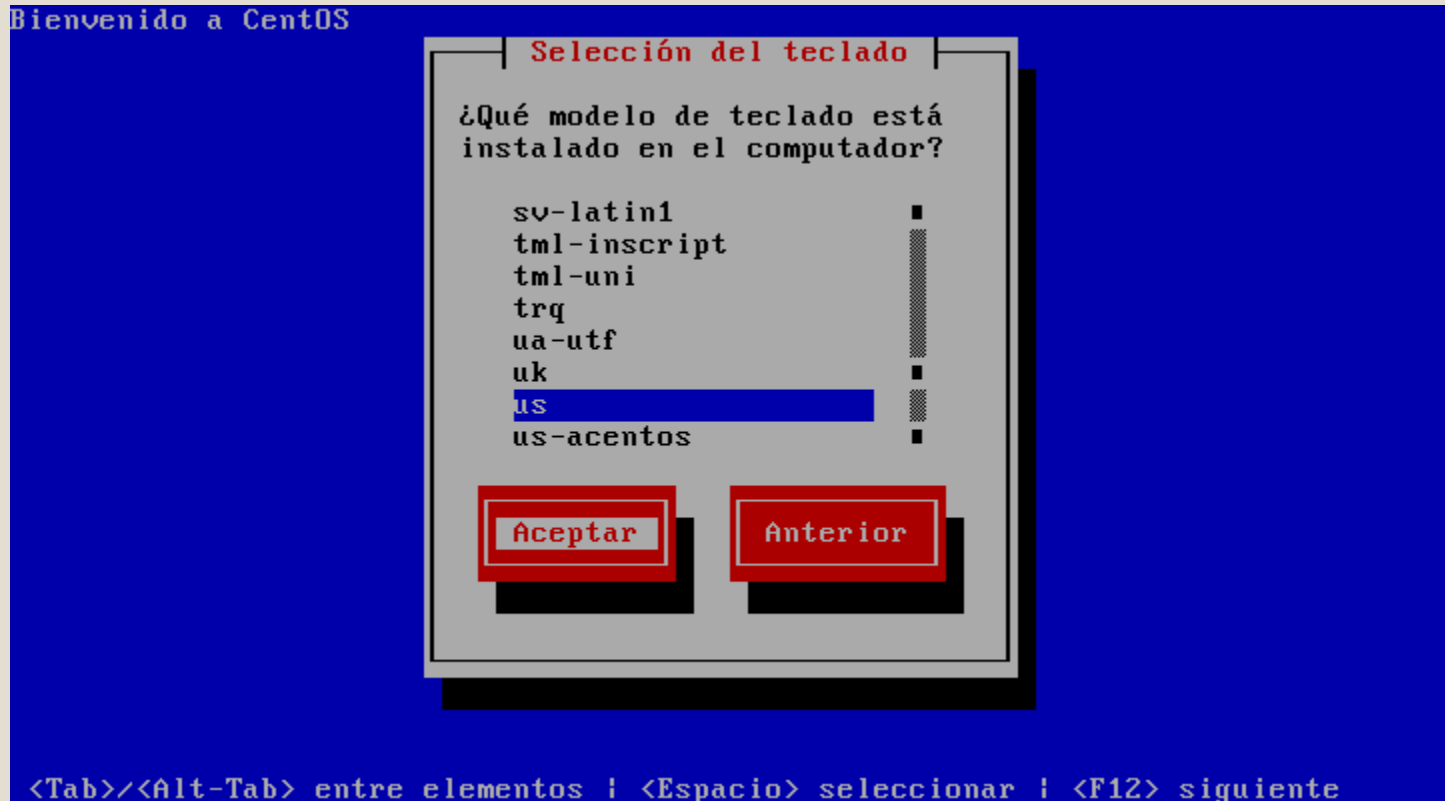 Bienvenido a CentOS
Selección del teclado
¿Qué modelo de teclado está
instalado en el computador?
sv-latin1
tml-inscript
tml-uni
trq
ua-utf
uk
us
us-acentos
Aceptar Anterior
<Tab>/<Alt-Tab> entre elementos | <Espacio> seleccionar | <F12> siguiente